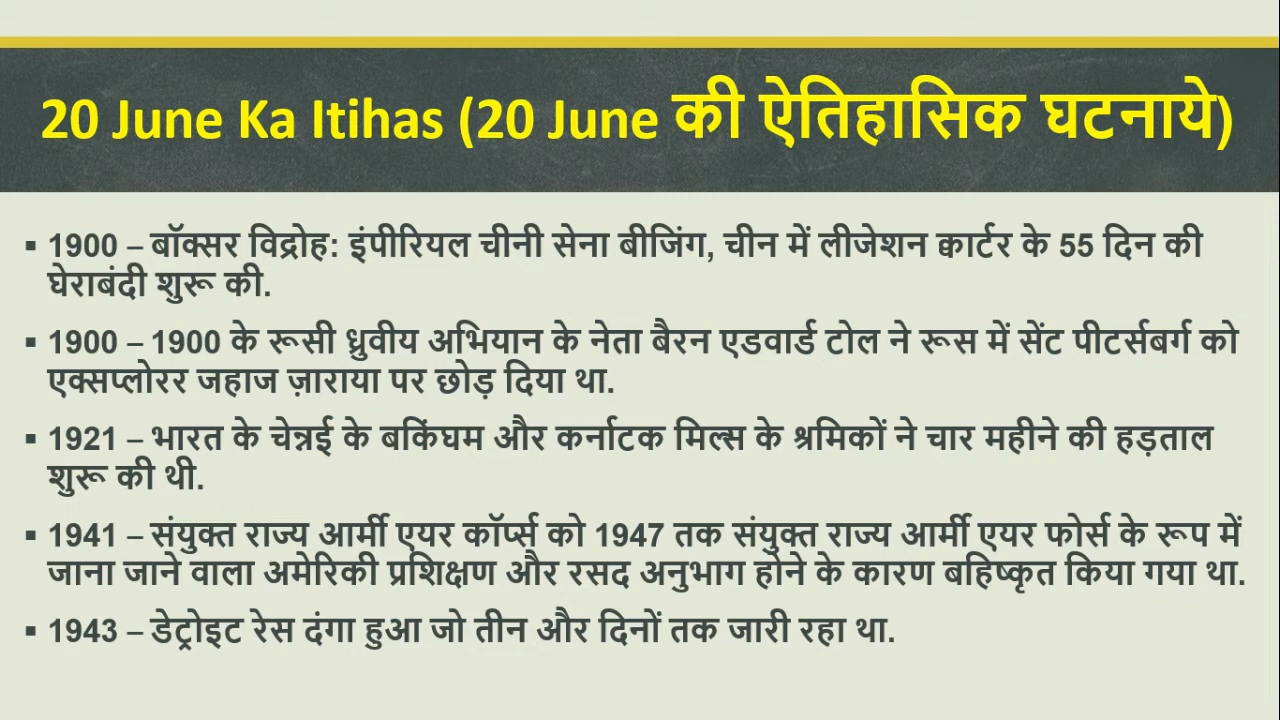 20 June Ka Itihas (20 June की ऐतिहासिक घटनाये)
▪ 1900 – बॉक्सर विद्रोह: इंपीरियल चीनी सेना बीजिंग, चीन में लीजेशन क्वार्टर के 55 दिन की
घेराबंदी शुरू की.
▪ 1900 – 1900 के रूसी ध्रुवीय अभियान के नेता बैरन एडवार्ड टोल ने रूस में सेंट पीटर्सबर्ग को
एक्सप्लोरर जहाज ज़ाराया पर छोड़ दिया था.
▪ 1921 – भारत के चेन्नई के बकिंघम और कर्नाटक मिल्स के श्रमिकों ने चार महीने की हड़ताल
शुरू की थी.
▪ 1941 – संयुक्त राज्य आर्मी एयर कॉर्प्स को 1947 तक संयुक्त राज्य आर्मी एयर फोर्स के रूप में
जाना जाने वाला अमेरिकी प्रशिक्षण और रसद अनुभाग होने के कारण बहिष्कृत किया गया था.
▪ 1943 – डेट्रोइट रेस दंगा हुआ जो तीन और दिनों तक जारी रहा था.